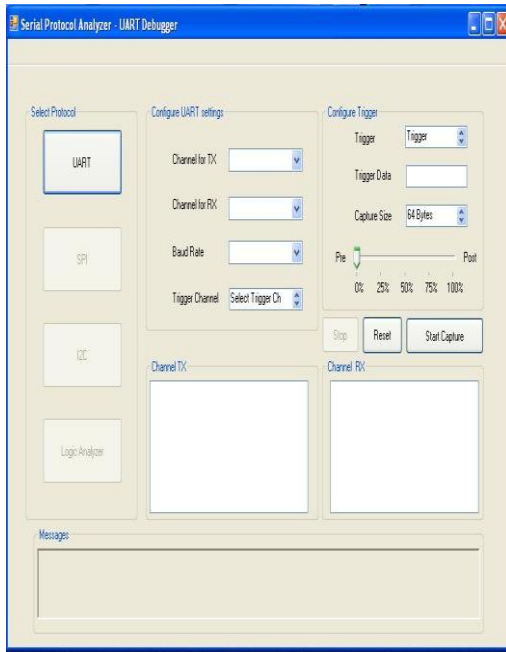 Serial Protocol Analyzer - UART Debugger
Select Protocol
UART
SPI
I2C
Logic Analyzer
Configure UART settings
Channel for TX
Channel for RX
Baud Rate
Trigger Channel
Select Trigger Ch
Configure Trigger
Trigger
Trigger
Trigger Data
Capture Size
64 Bytes
Pre
Post
0% 25% 50% 75% 100%
Stop
Reset
Start Capture
Channel TX
Channel RX
Messages